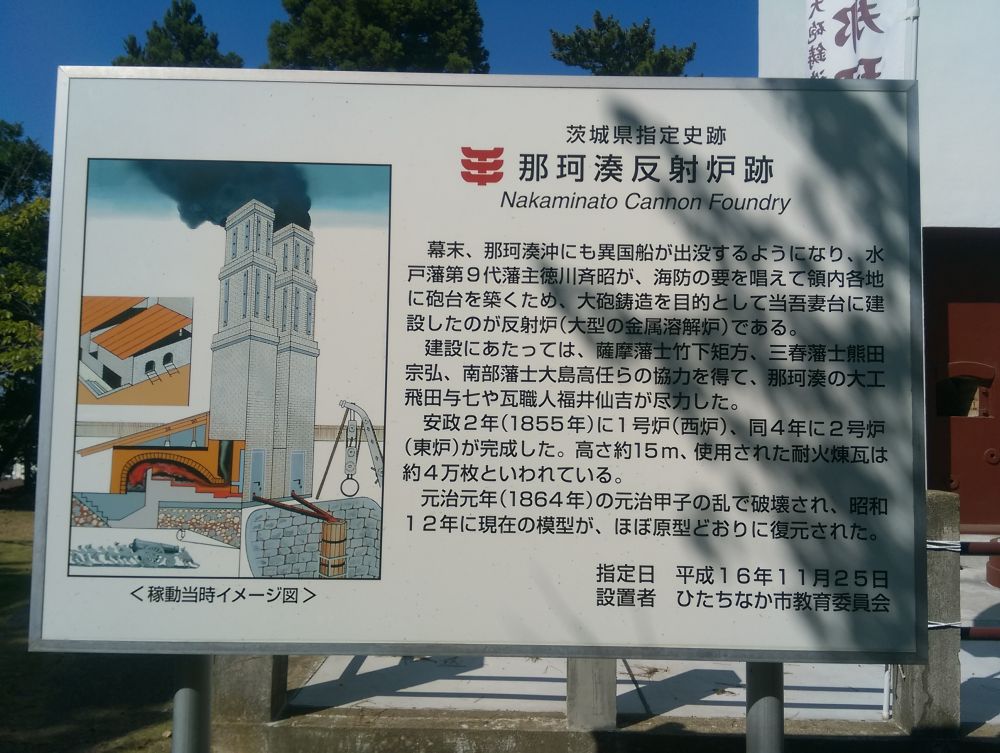 大砲鋳
那
茨城県指定史跡
那珂湊反射炉跡
Nakaminato Cannon Foundry
幕末、那珂湊沖にも異国船が出没するようになり、水
戸藩第9代藩主徳川斉昭が、海防の要を唱えて領内各地
に砲台を築くため、大砲鋳造を目的として当吾妻台に建
設したのが反射炉(大型の金属溶解炉)である。
建設にあたっては、薩摩藩士竹下矩方、三春藩士熊田
宗弘、南部藩士大島高任らの協力を得て、那珂湊の大工
飛田与七や瓦職人福井仙吉が尽力した。
安政2年(1855年)に1号炉(西炉)、同4年に2号炉
(東炉)が完成した。高さ約15m、使用された耐火煉瓦は
約4万枚といわれている。
元治元年(1864年)の元治甲子の乱で破壊され、昭和
12年に現在の模型が、ほぼ原型どおりに復元された。
指定日 平成16年11月25日
設置者 ひたちなか市教育委員会
<稼動当時イメージ図>